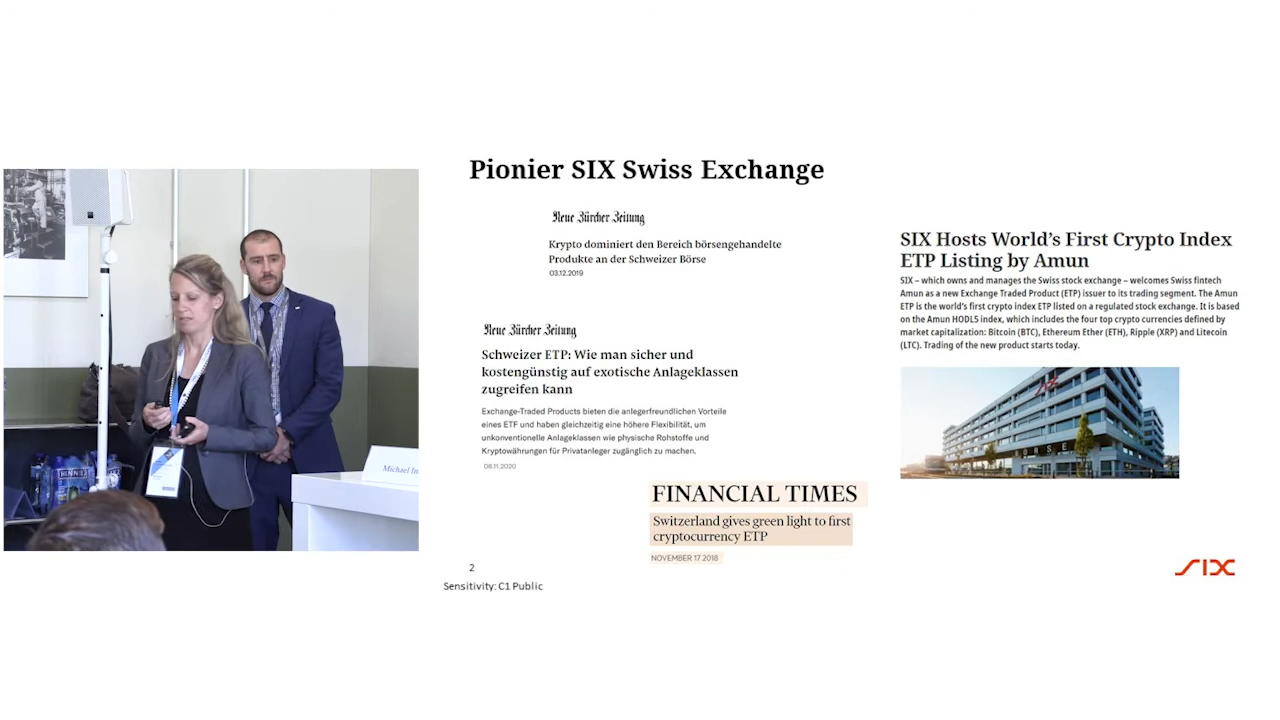 Pionier SIX Swiss Exchange
Neue Zürcher Zeitung
Krypto dominiert den Bereich börsengehandelte
Produkte an der Schweizer Börse
03.12.2019
Neue Zürcher Zeitung
Schweizer ETP: Wie man sicher und
kostengünstig auf exotische Anlageklassen
zugreifen kann
Exchange-Traded Products bieten die anlegerfreundlichen Vorteile
eines ETF und haben gleichzeitig eine höhere Flexibilität, um
unkonventionelle Anlageklassen wie physische Rohstoffe und
Kryptowährungen für Privatanleger zugänglich zu machen.
08.11.2020
FINANCIAL TIMES
Switzerland gives green light to first
cryptocurrency ETP
NOVEMBER 17 2018
SIX Hosts World’s First Crypto Index
ETP Listing by Amun
SIX – which owns and manages the Swiss stock exchange – welcomes Swiss fintech
Amun as a new Exchange Traded Product (ETP) issuer to its trading segment. The Amun
ETP is the world’s first crypto index ETP listed on a regulated stock exchange. It is based
on the Amun HODL5 index, which includes the four top crypto currencies defined by
market capitalization: Bitcoin (BTC), Ethereum Ether (ETH), Ripple (XRP) and Litecoin
(LTC). Trading of the new product starts today.
BÖRSE
2
Sensitivity: C1 Public
SIX
Michael